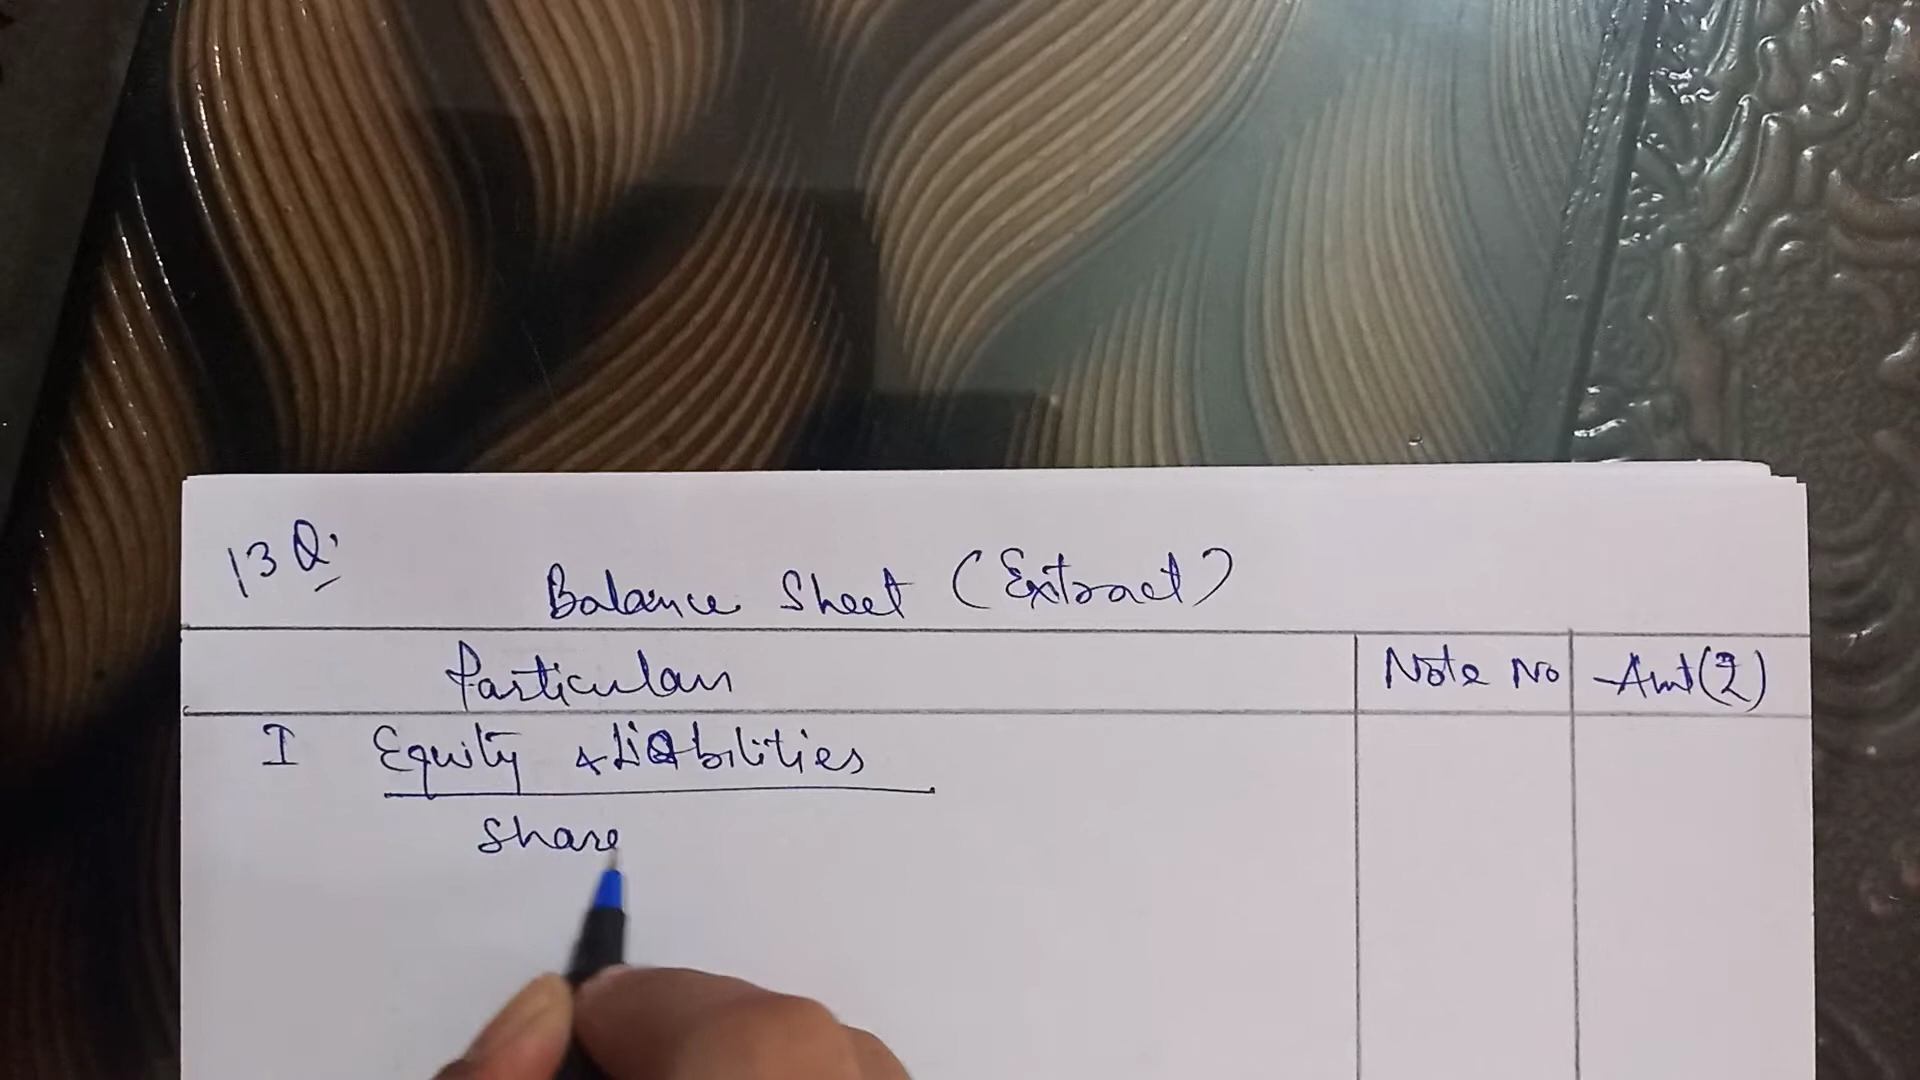 13 Q.
Balance Sheet (Extract)
Particulars Note No Amt(₹)
I Equity & Liabilities
Share